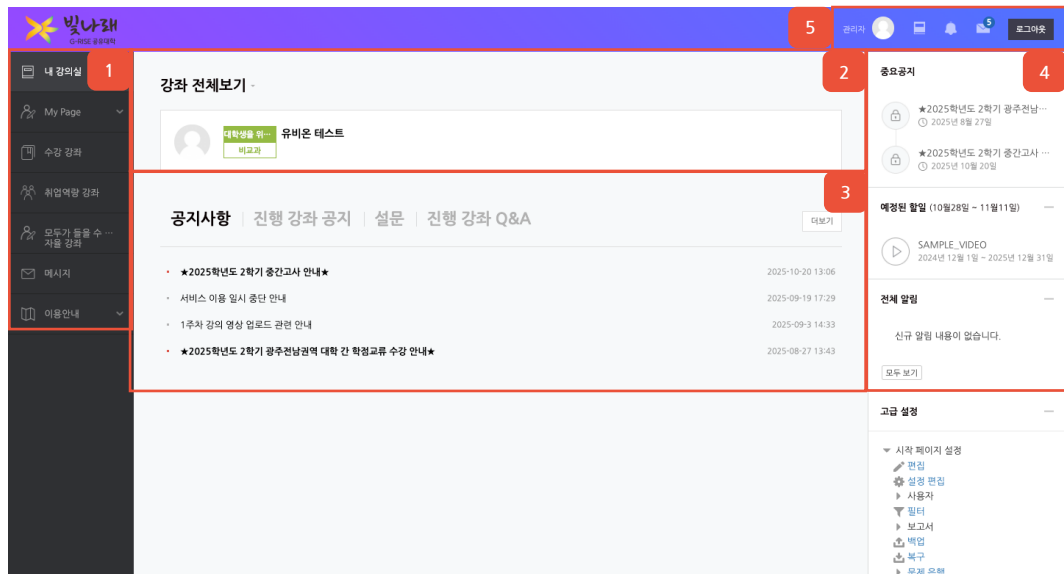 빛나래
G-RISE 공유대학
5
관리자
5
로그아웃
내 강의실
1
My Page
수강 강좌
취업역량 강좌
모두가 들을 수 …
자율 강좌
메시지
이용안내
강좌 전체보기
2
대학생을 위…
유비온 테스트
비교과
3
공지사항
진행 강좌 공지
설문
진행 강좌 Q&A
더보기
★2025학년도 2학기 중간고사 안내★
2025-10-20 13:06
서비스 이용 일시 중단 안내
2025-09-19 17:29
1주차 강의 영상 업로드 관련 안내
2025-09-3 14:33
★2025학년도 2학기 광주전남권역 대학 간 학점교류 수강 안내★
2025-08-27 13:43
중요공지
4
★2025학년도 2학기 광주전남…
2025년 8월 27일
★2025학년도 2학기 중간고사 …
2025년 10월 20일
예정된 할일 (10월28일 ~ 11월11일)
SAMPLE_VIDEO
2024년 12월 1일 ~ 2025년 12월 31일
전체 알림
신규 알림 내용이 없습니다.
모두 보기
고급 설정
시작 페이지 설정
편집
설정 편집
사용자
필터
보고서
백업
복구
문제 은행